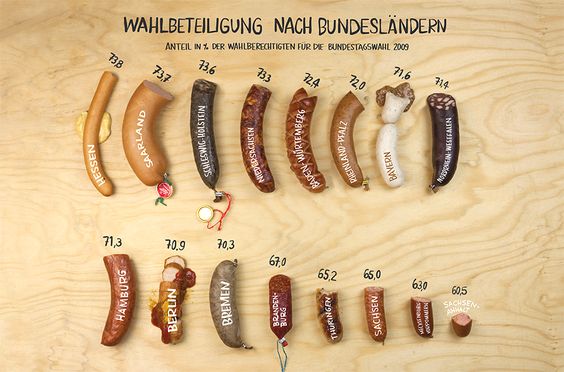 WAHLBETEILIGUNG NACH BUNDESLÄNDERN
ANTEIL IN % DER WAHLBERECHTIGTEN FÜR DIE BUNDESTAGSWAHL 2009
73,8
73,7
73,6
73,3
72,4
72,0
71,6
71,4
HESSEN
SAARLAND
SCHLESWIG-HOLSTEIN
NIEDERSACHSEN
BADEN-WÜRTEMBERG
RHEINLAND-PFALZ
BAYERN
NORDRHEIN-WESTFALEN
71,3
70,9
70,3
67,0
65,2
65,0
63,0
60,5
HAMBURG
BERLIN
BREMEN
BRANDEN-
BURG
THÜRINGEN
SACHSEN
MECKLENBURG
VORPOMMERN
SACHSEN-
ANHALT